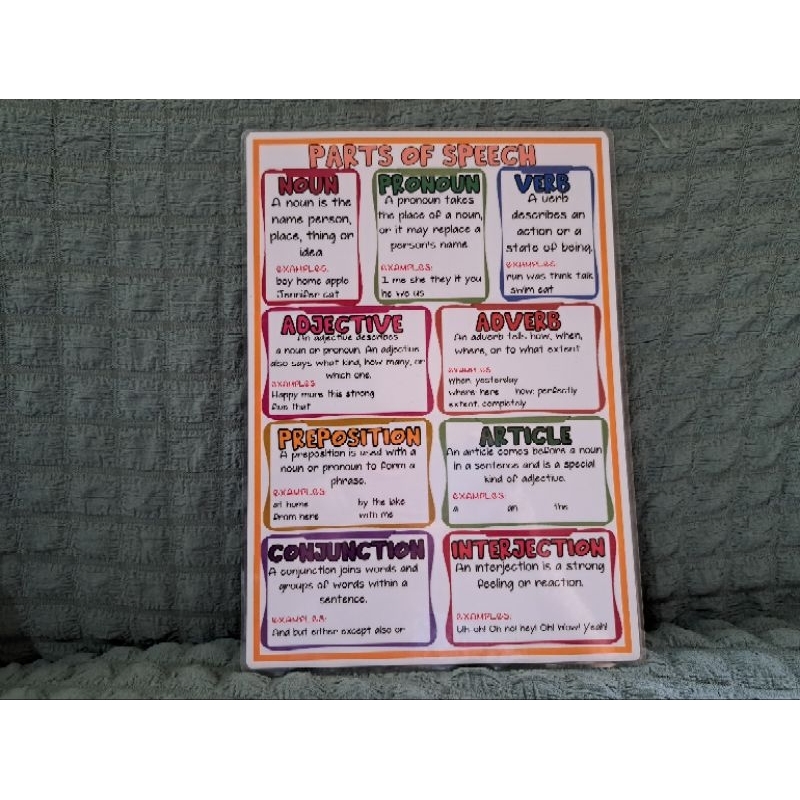 PARTS OF SPEECH
NOUN
A noun is the
name person,
place, thing or
idea
EXAMPLES:
boy home apple
Jennifer cat
PRONOUN
A pronoun takes
the place of a noun,
or it may replace a
person's name
EXAMPLES:
I me she they it you
he we us
VERB
A verb
describes an
action or a
state of being.
EXAMPLES:
run was think talk
swim eat
ADJECTIVE
An adjective describes
a noun or pronoun. An adjective
also says what kind, how many, or
which one.
EXAMPLES
Happy this strong
five that
ADVERB
An adverb tells how, when,
where, or to what extent
EXAMPLES
when: yesterday
where: here how: perfectly
extent: completely
PREPOSITION
A preposition is used with a
noun or pronoun to form a
phrase.
EXAMPLES
at home by the lake
from here with me
ARTICLE
An article comes before a noun
in a sentence and is a special
kind of adjective.
EXAMPLES:
a an the
CONJUNCTION
A conjunction joins words and
groups of words within a
sentence.
EXAMPLES:
And but either except also or
INTERJECTION
An interjection is a strong
feeling or reaction.
EXAMPLES:
Uh oh! Oh no! hey! Oh! Wow! Yeah!